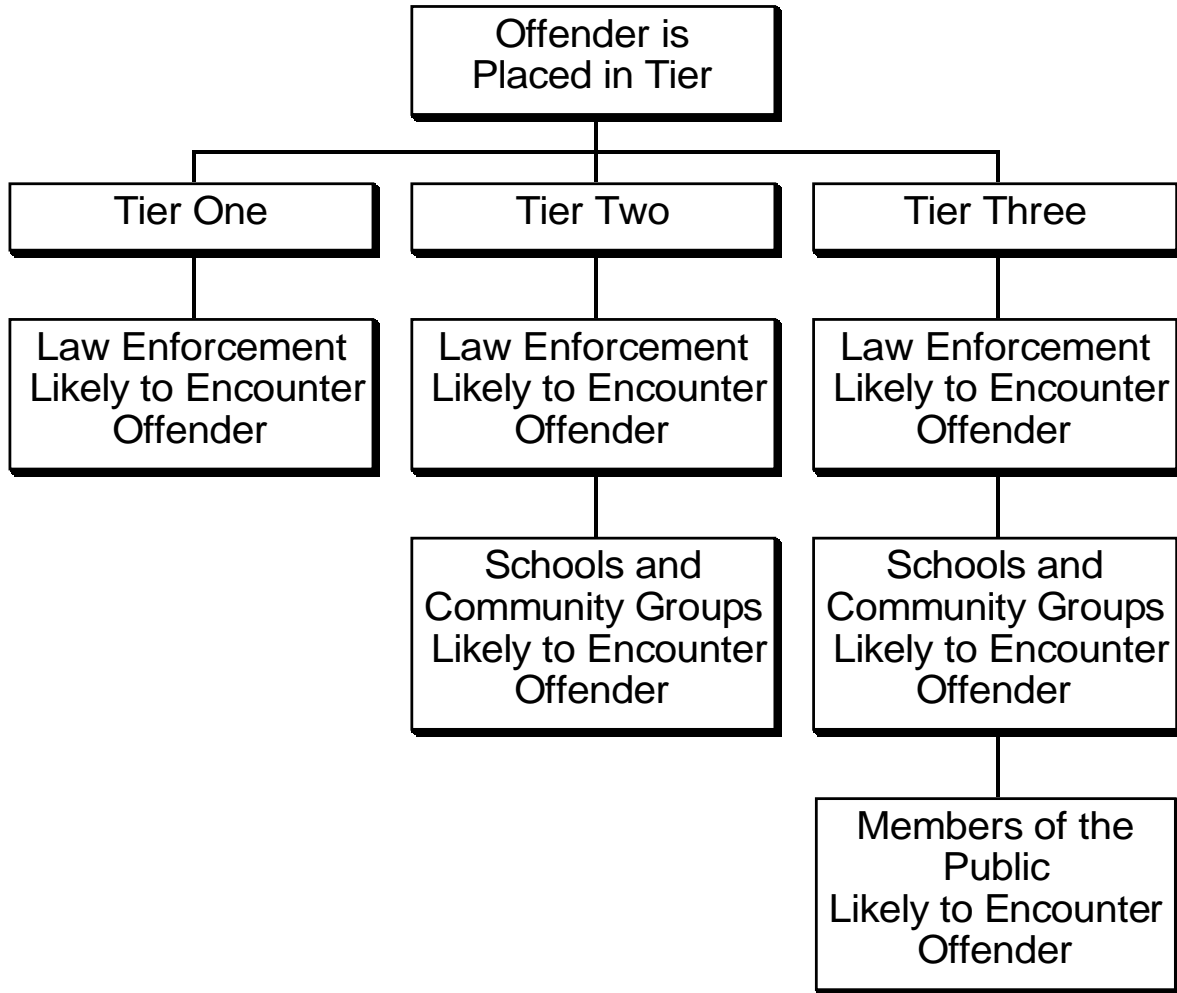 Offender is
Placed in Tier
Tier One
Tier Two
Tier Three
Law Enforcement
Likely to Encounter
Offender
Law Enforcement
Likely to Encounter
Offender
Law Enforcement
Likely to Encounter
Offender
Schools and
Community Groups
Likely to Encounter
Offender
Schools and
Community Groups
Likely to Encounter
Offender
Members of the
Public
Likely to Encounter
Offender